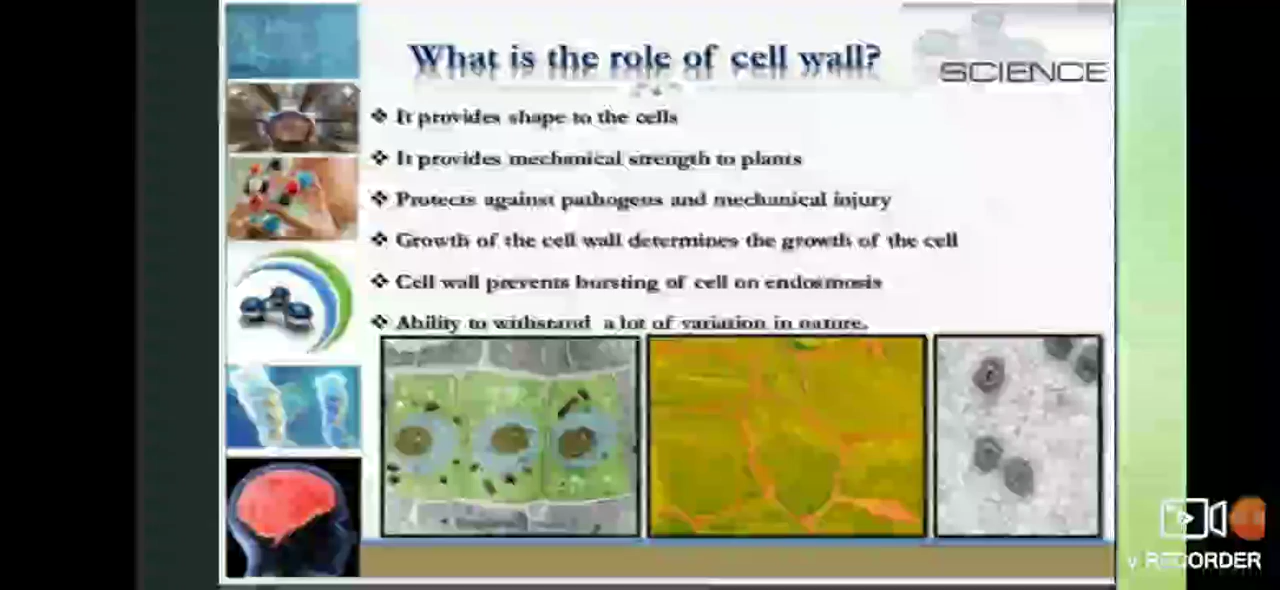 What is the role of cell wall?
SCIENCE
❖ It provides shape to the cells
❖ It provides mechanical strength to plants
❖ Protects against pathogens and mechanical injury
❖ Growth of the cell wall determines the growth of the cell
❖ Cell wall prevents bursting of cell on endosmosis
❖ Ability to withstand a lot of variation in nature.
V RECORDER